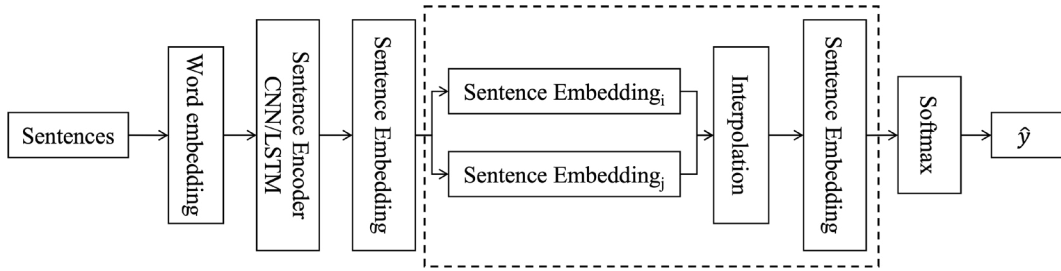 Sentences
Word embedding
Sentence Encoder
CNN/LSTM
Sentence Embedding
Sentence Embeddingᵢ
Sentence Embeddingⱼ
Interpolation
Sentence Embedding
Softmax
ŷ